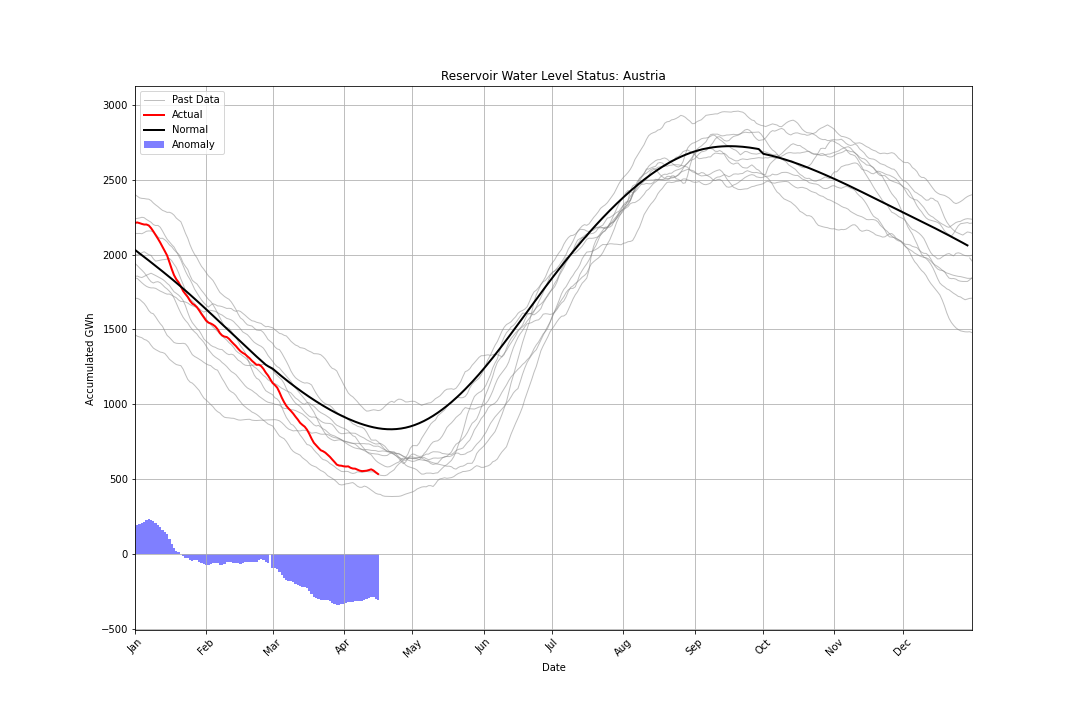 Reservoir Water Level Status: Austria
Past Data
Actual
Normal
Anomaly
3000
2500
2000
1500
1000
500
0
−500
Accumulated GWh
Jan Feb Mar Apr May Jun Jul Aug Sep Oct Nov Dec
Date